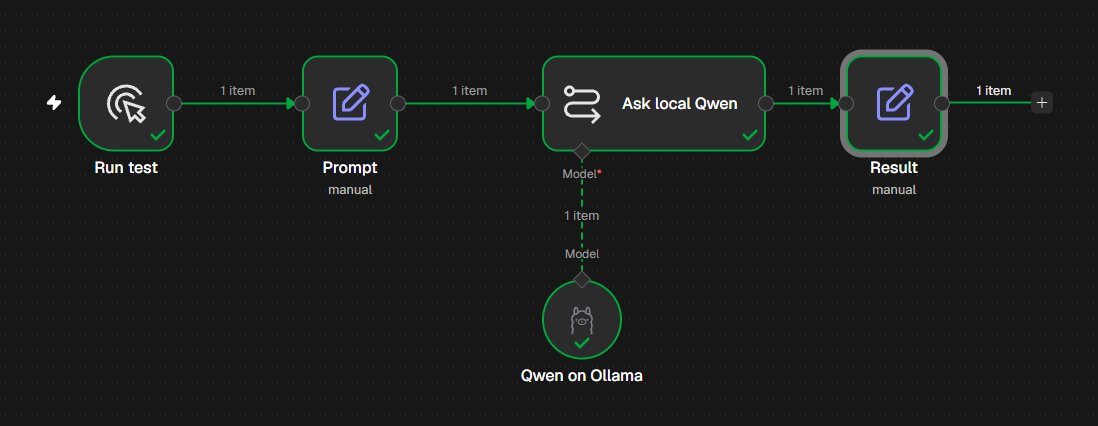 1 item
1 item
1 item
1 item
Ask local Qwen
Run test
Prompt
manual
Model*
Result
manual
1 item
Model
Qwen on Ollama